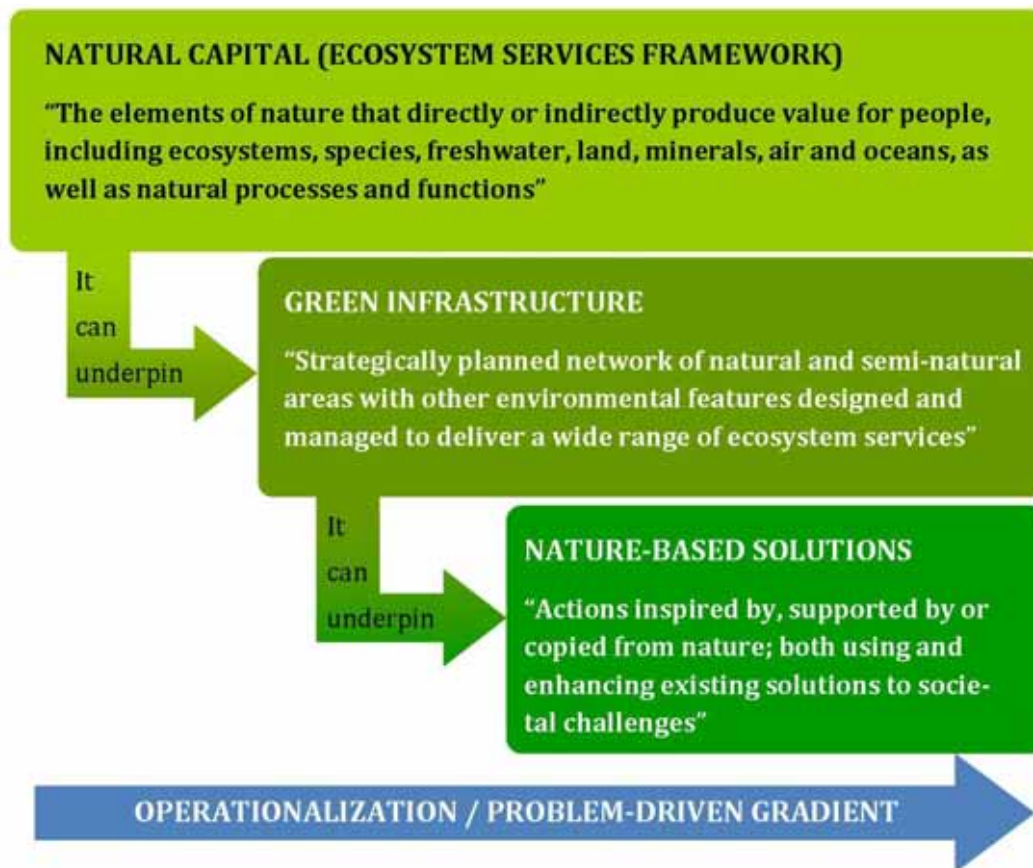 NATURAL CAPITAL (ECOSYSTEM SERVICES FRAMEWORK)
“The elements of nature that directly or indirectly produce value for people,
including ecosystems, species, freshwater, land, minerals, air and oceans, as
well as natural processes and functions”
It
can
underpin
GREEN INFRASTRUCTURE
“Strategically planned network of natural and semi-natural
areas with other environmental features designed and
managed to deliver a wide range of ecosystem services”
It
can
underpin
NATURE-BASED SOLUTIONS
“Actions inspired by, supported by or
copied from nature; both using and
enhancing existing solutions to socie-
tal challenges”
OPERATIONALIZATION / PROBLEM-DRIVEN GRADIENT